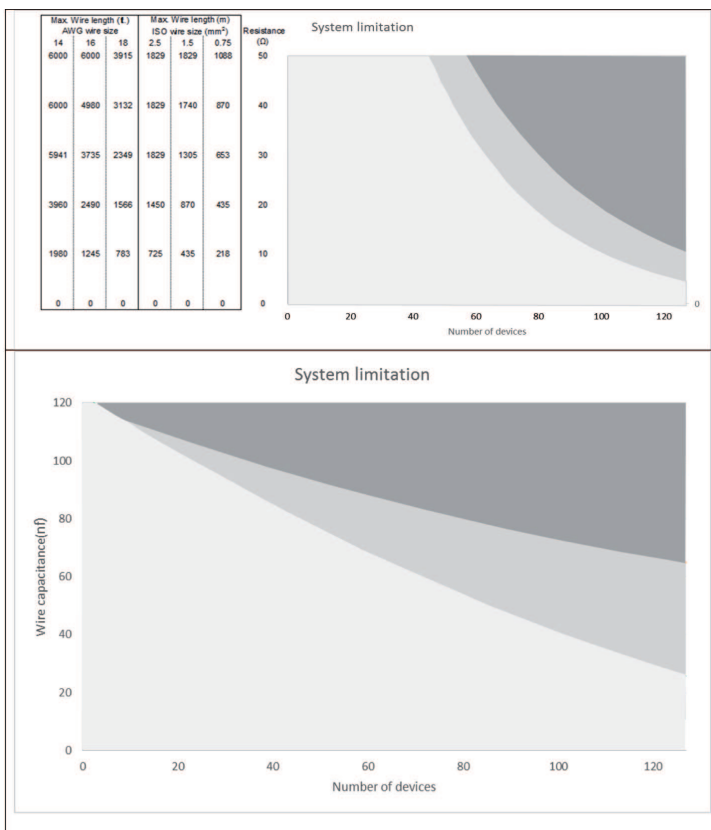 Max. Wire length (ft.) Max. Wire length (m)
AWG wire size ISO wire size (mm²) Resistance
14 16 18 2.5 1.5 0.75 (Ω)
6000 6000 3915 1829 1829 1088 50
6000 4980 3132 1829 1740 870 40
5941 3735 2349 1829 1305 653 30
3960 2490 1566 1450 870 435 20
1980 1245 783 725 435 218 10
0 0 0 0 0 0 0
System limitation
0
0 20 40 60 80 100 120
Number of devices
System limitation
120
100
80
60
40
20
0
Wire capacitance(nf)
0 20 40 60 80 100 120
Number of devices